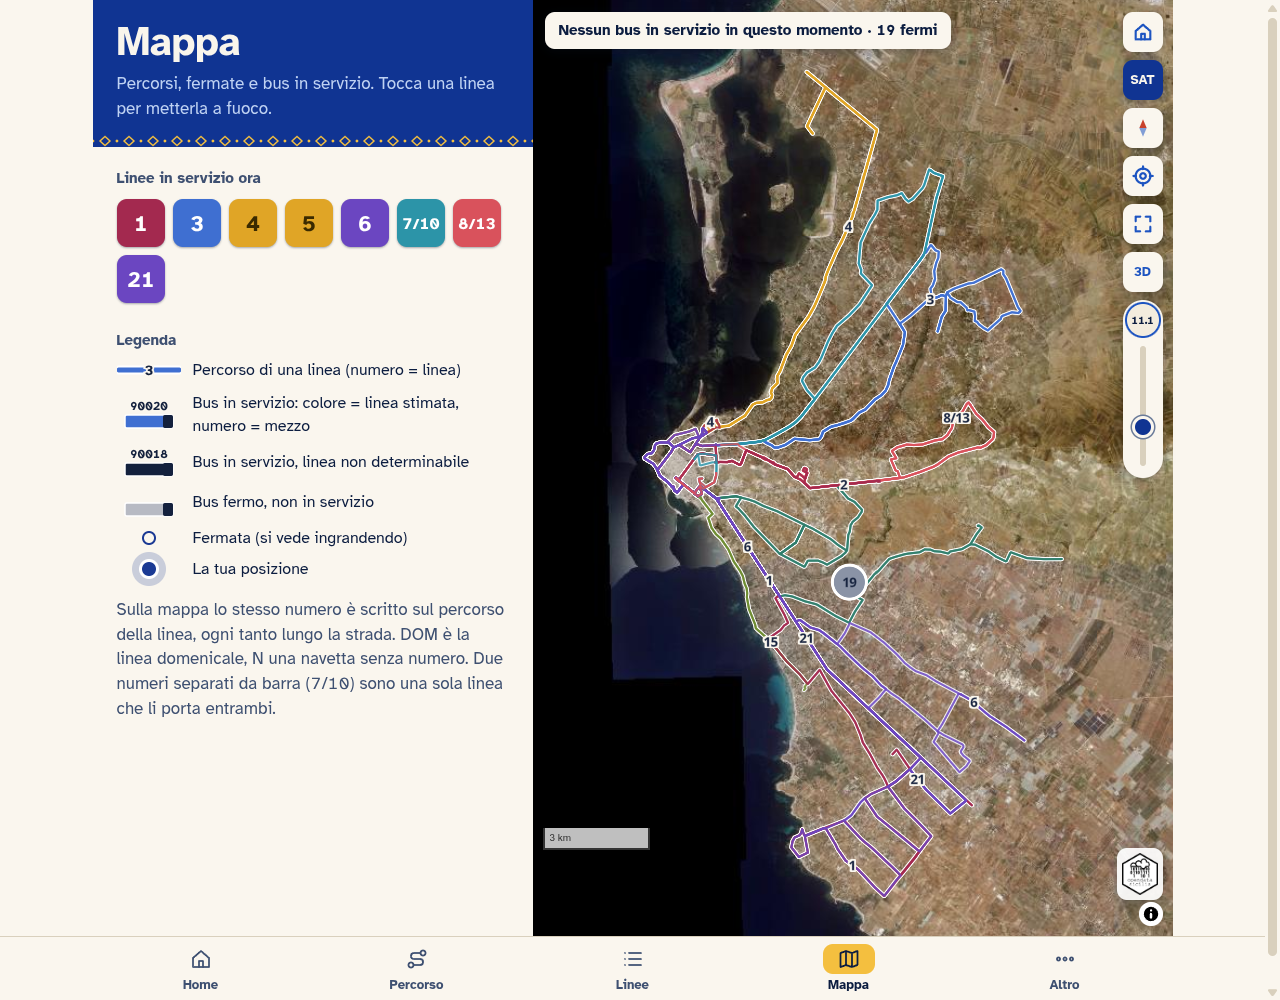 Mappa
Percorsi, fermate e bus in servizio. Tocca una linea
per metterla a fuoco.
Linee in servizio ora
1
3
4
5
6
7/10
8/13
21
Legenda
3
Percorso di una linea (numero = linea)
90020
Bus in servizio: colore = linea stimata,
numero = mezzo
90018
Bus in servizio, linea non determinabile
Bus fermo, non in servizio
Fermata (si vede ingrandendo)
La tua posizione
Sulla mappa lo stesso numero è scritto sul percorso
della linea, ogni tanto lungo la strada. DOM è la
linea domenicale, N una navetta senza numero. Due
numeri separati da barra (7/10) sono una sola linea
che li porta entrambi.
Nessun bus in servizio in questo momento · 19 fermi
SAT
3D
11.1
4
3
4
8/13
2
6
1
19
15
21
6
21
1
3 km
Home
Percorso
Linee
Mappa
Altro